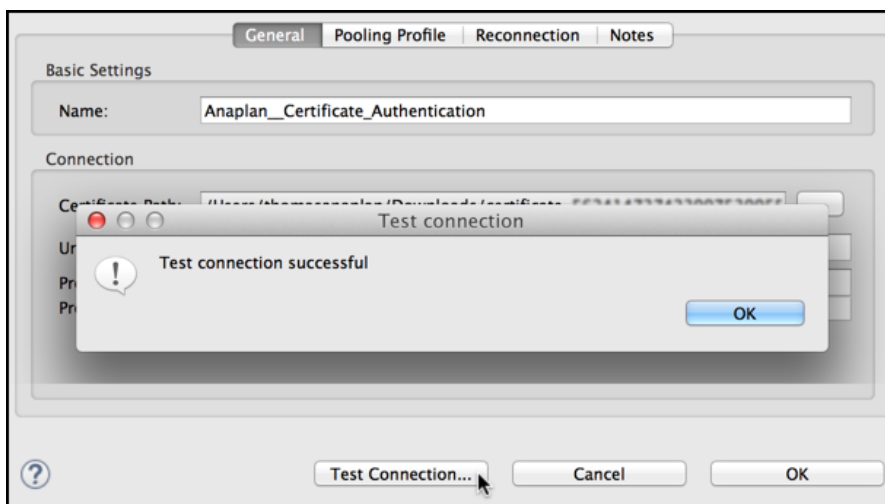 General Pooling Profile Reconnection Notes
Basic Settings
Name: Anaplan__Certificate_Authentication
Connection
Test connection
Test connection successful
OK
? Test Connection... Cancel OK